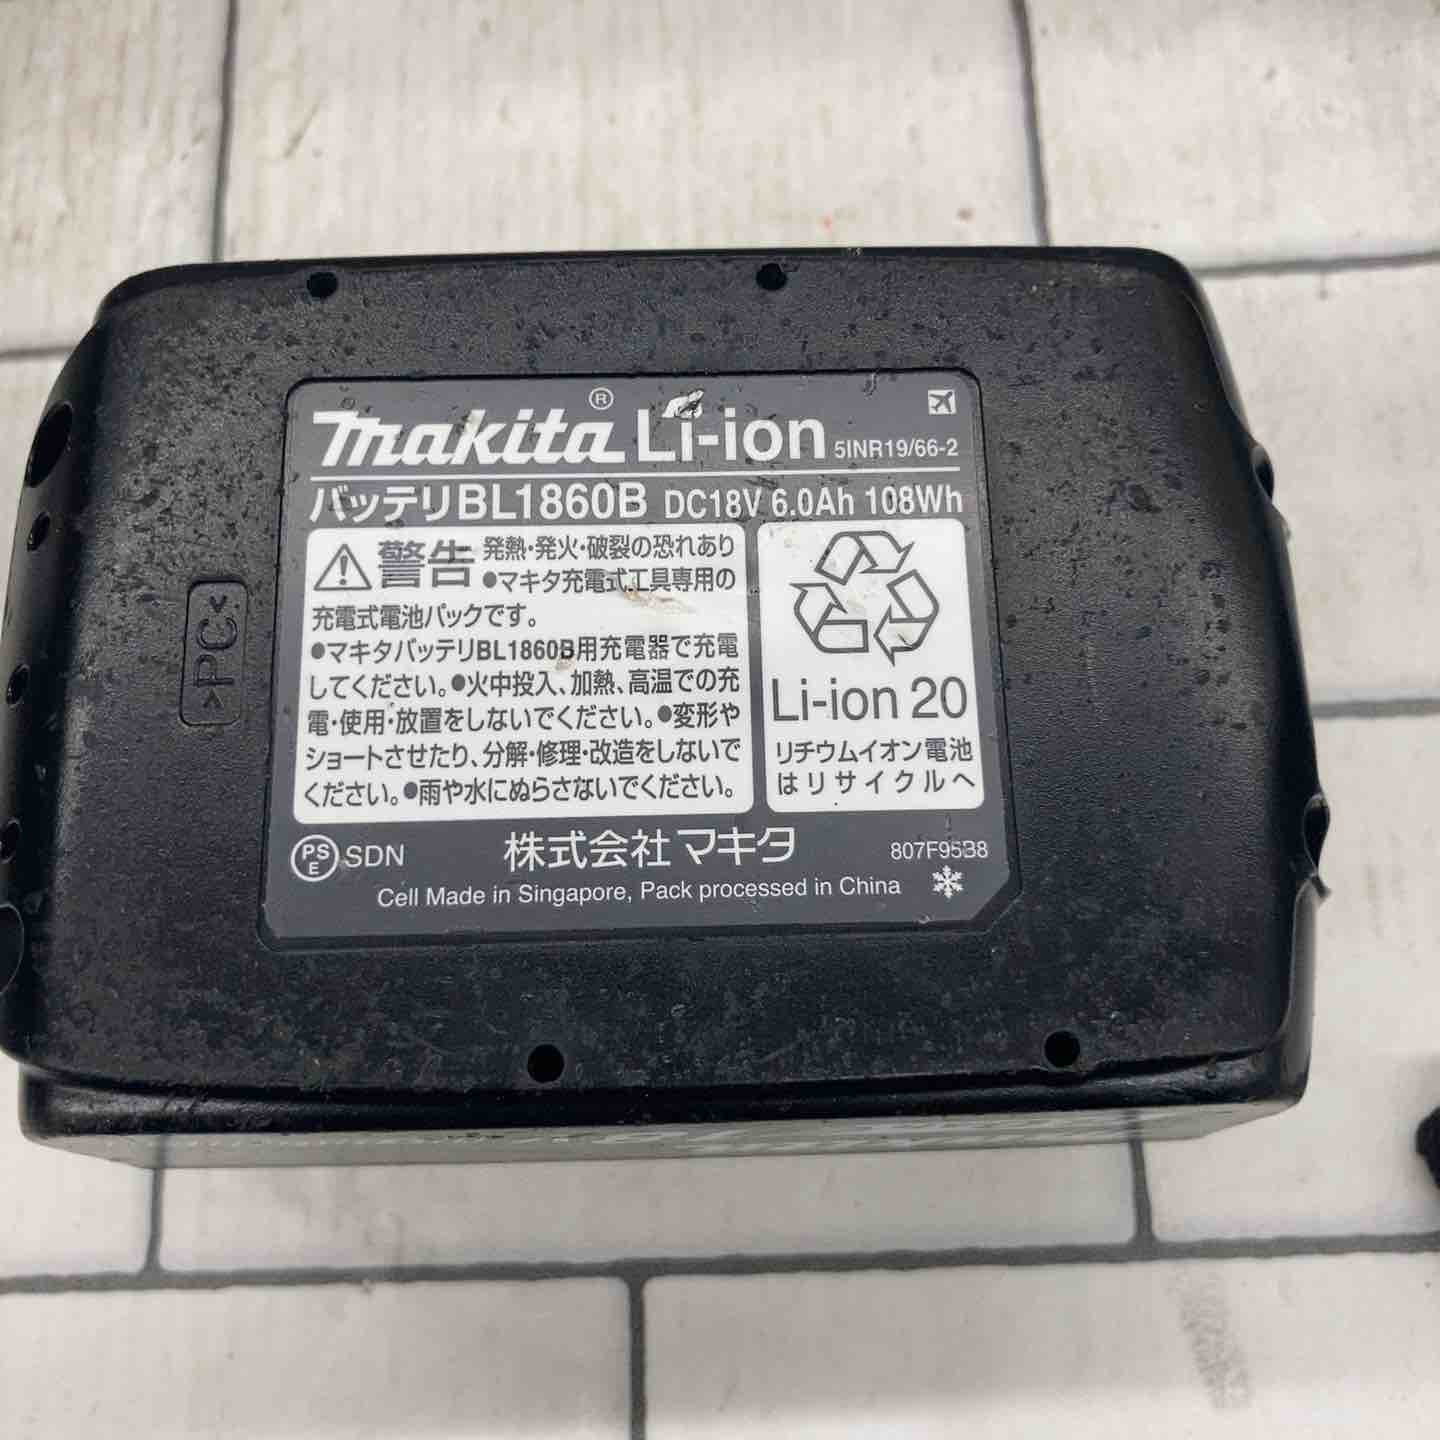 makita® Li-ion 5INR19/66-2
バッテリBL1860B DC18V 6.0Ah 108Wh
警告 発熱・発火・破裂の恐れあり
●マキタ充電式工具専用の
充電式電池パックです。
●マキタバッテリBL1860B用充電器で充電
してください。●火中投入、加熱、高温での充
電・使用・放置をしないでください。●変形や
ショートさせたり、分解・修理・改造をしないで
ください。●雨や水にぬらさないでください。
Li-ion 20
リチウムイオン電池
はリサイクルへ
PSE SDN 株式会社マキタ 807F95B8
Cell Made in Singapore, Pack processed in China
>PC<